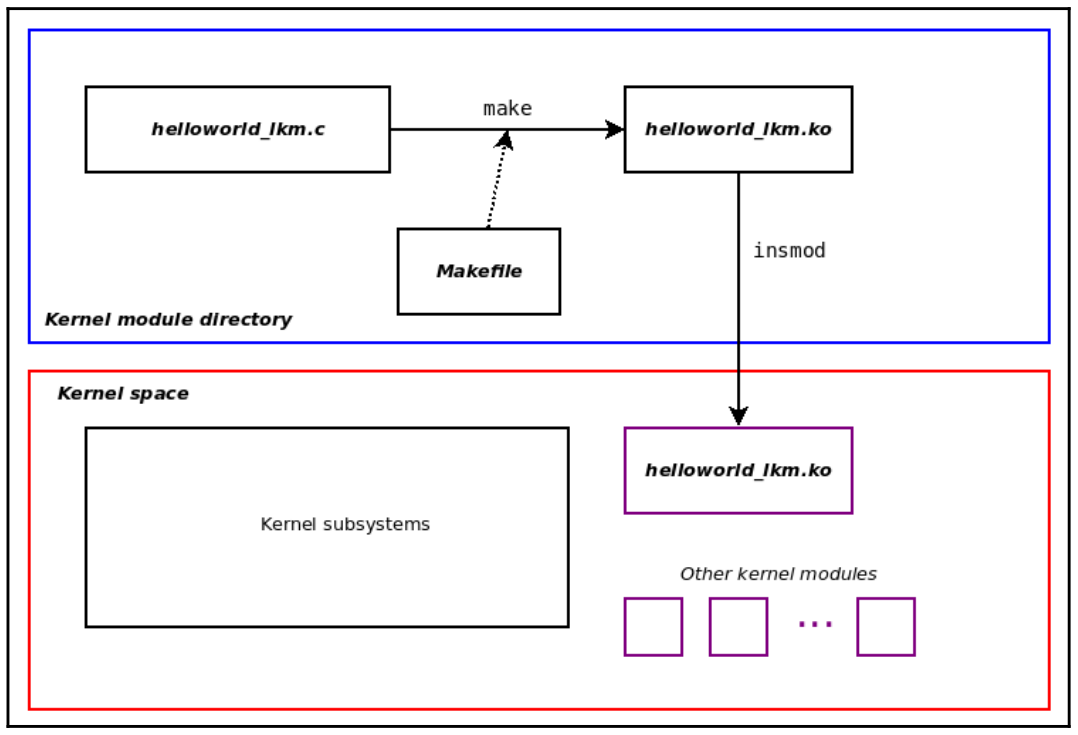 make
helloworld_lkm.c
helloworld_lkm.ko
insmod
Makefile
Kernel module directory
Kernel space
helloworld_lkm.ko
Kernel subsystems
Other kernel modules
...